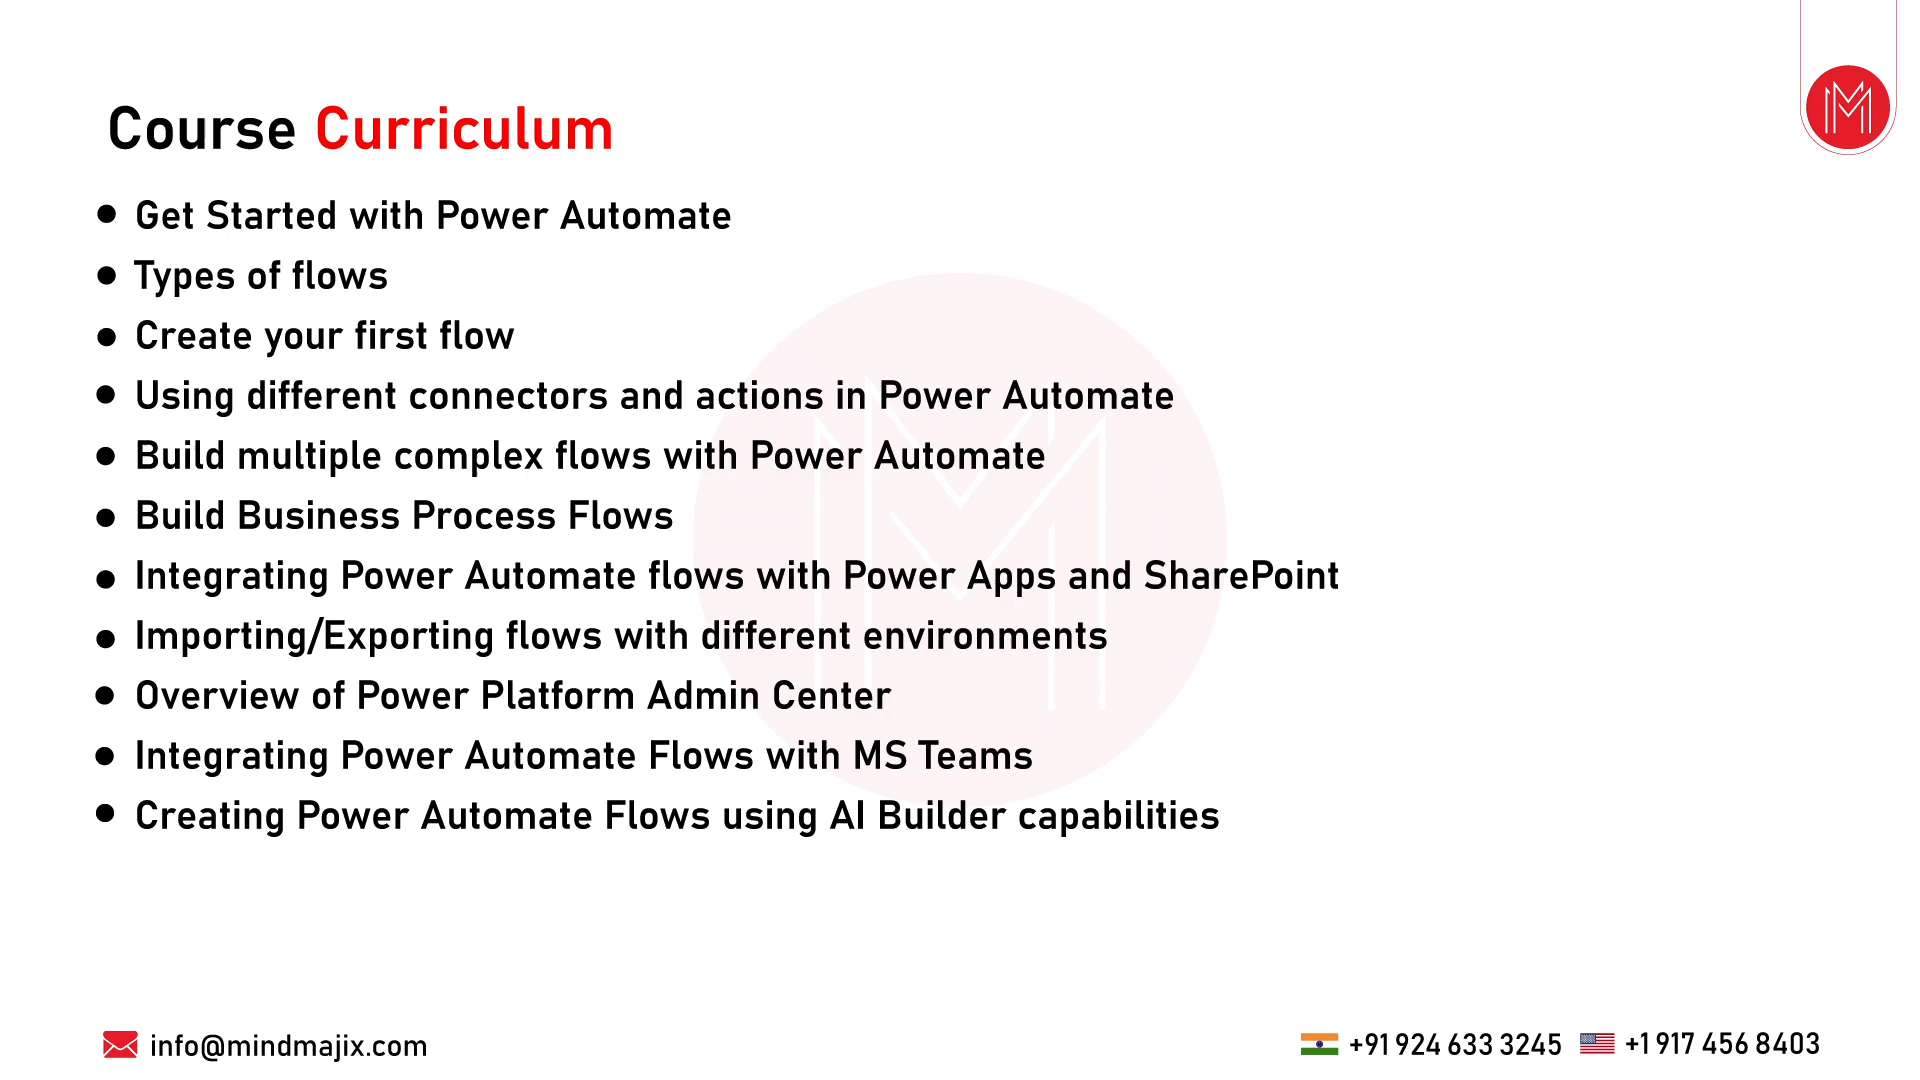 Course Curriculum
● Get Started with Power Automate
● Types of flows
● Create your first flow
● Using different connectors and actions in Power Automate
● Build multiple complex flows with Power Automate
● Build Business Process Flows
● Integrating Power Automate flows with Power Apps and SharePoint
● Importing/Exporting flows with different environments
● Overview of Power Platform Admin Center
● Integrating Power Automate Flows with MS Teams
● Creating Power Automate Flows using AI Builder capabilities
info@mindmajix.com
+91 924 633 3245
+1 917 456 8403